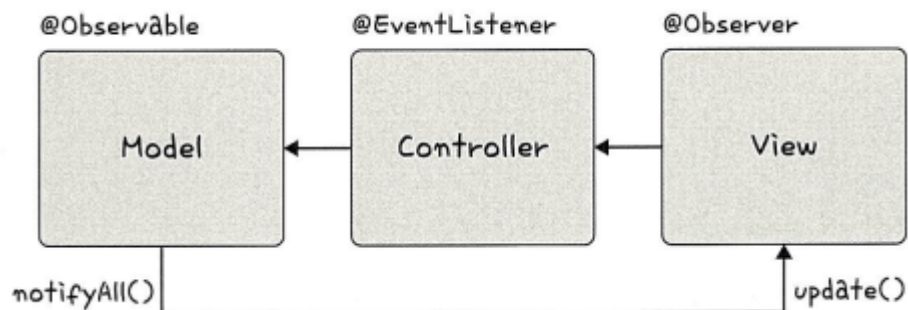 @Observable @EventListener @Observer
Model Controller View
notifyAll() update()